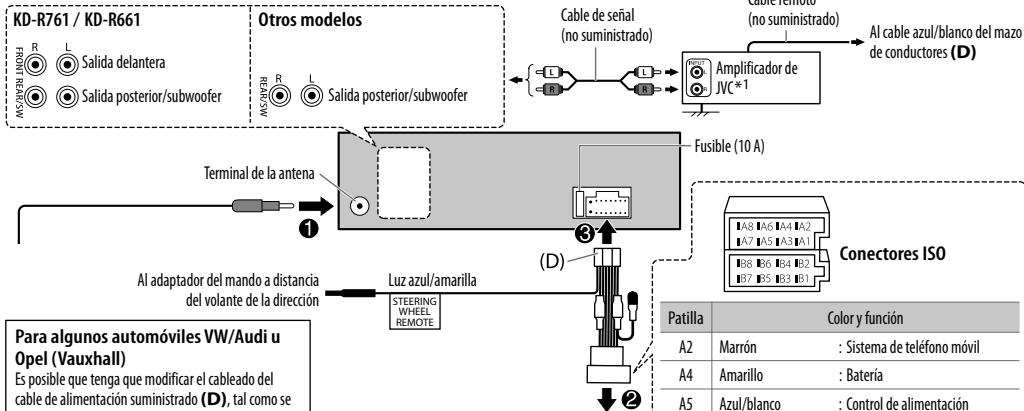 KD-R761 / KD-R661
R L
FRONT
Salida delantera
REAR/SW
Salida posterior/subwoofer
Otros modelos
R L
REAR/SW
Salida posterior/subwoofer
Cable de señal
(no suministrado)
L
R
L
R
(no suministrado)
Al cable azul/blanco del mazo
de conductores (D)
INPUT
L
R
Amplificador de
JVC*1
Fusible (10 A)
Terminal de la antena
1
3
(D)
Al adaptador del mando a distancia
del volante de la dirección
Luz azul/amarilla
STEERING
WHEEL
REMOTE
2
Para algunos automóviles VW/Audi u
Opel (Vauxhall)
Es posible que tenga que modificar el cableado del
cable de alimentación suministrado (D), tal como se
A8 A6 A4 A2
A7 A5 A3 A1
B8 B6 B4 B2
B7 B5 B3 B1
Conectores ISO
Patilla Color y función
A2 Marrón : Sistema de teléfono móvil
A4 Amarillo : Batería
A5 Azul/blanco : Control de alimentación